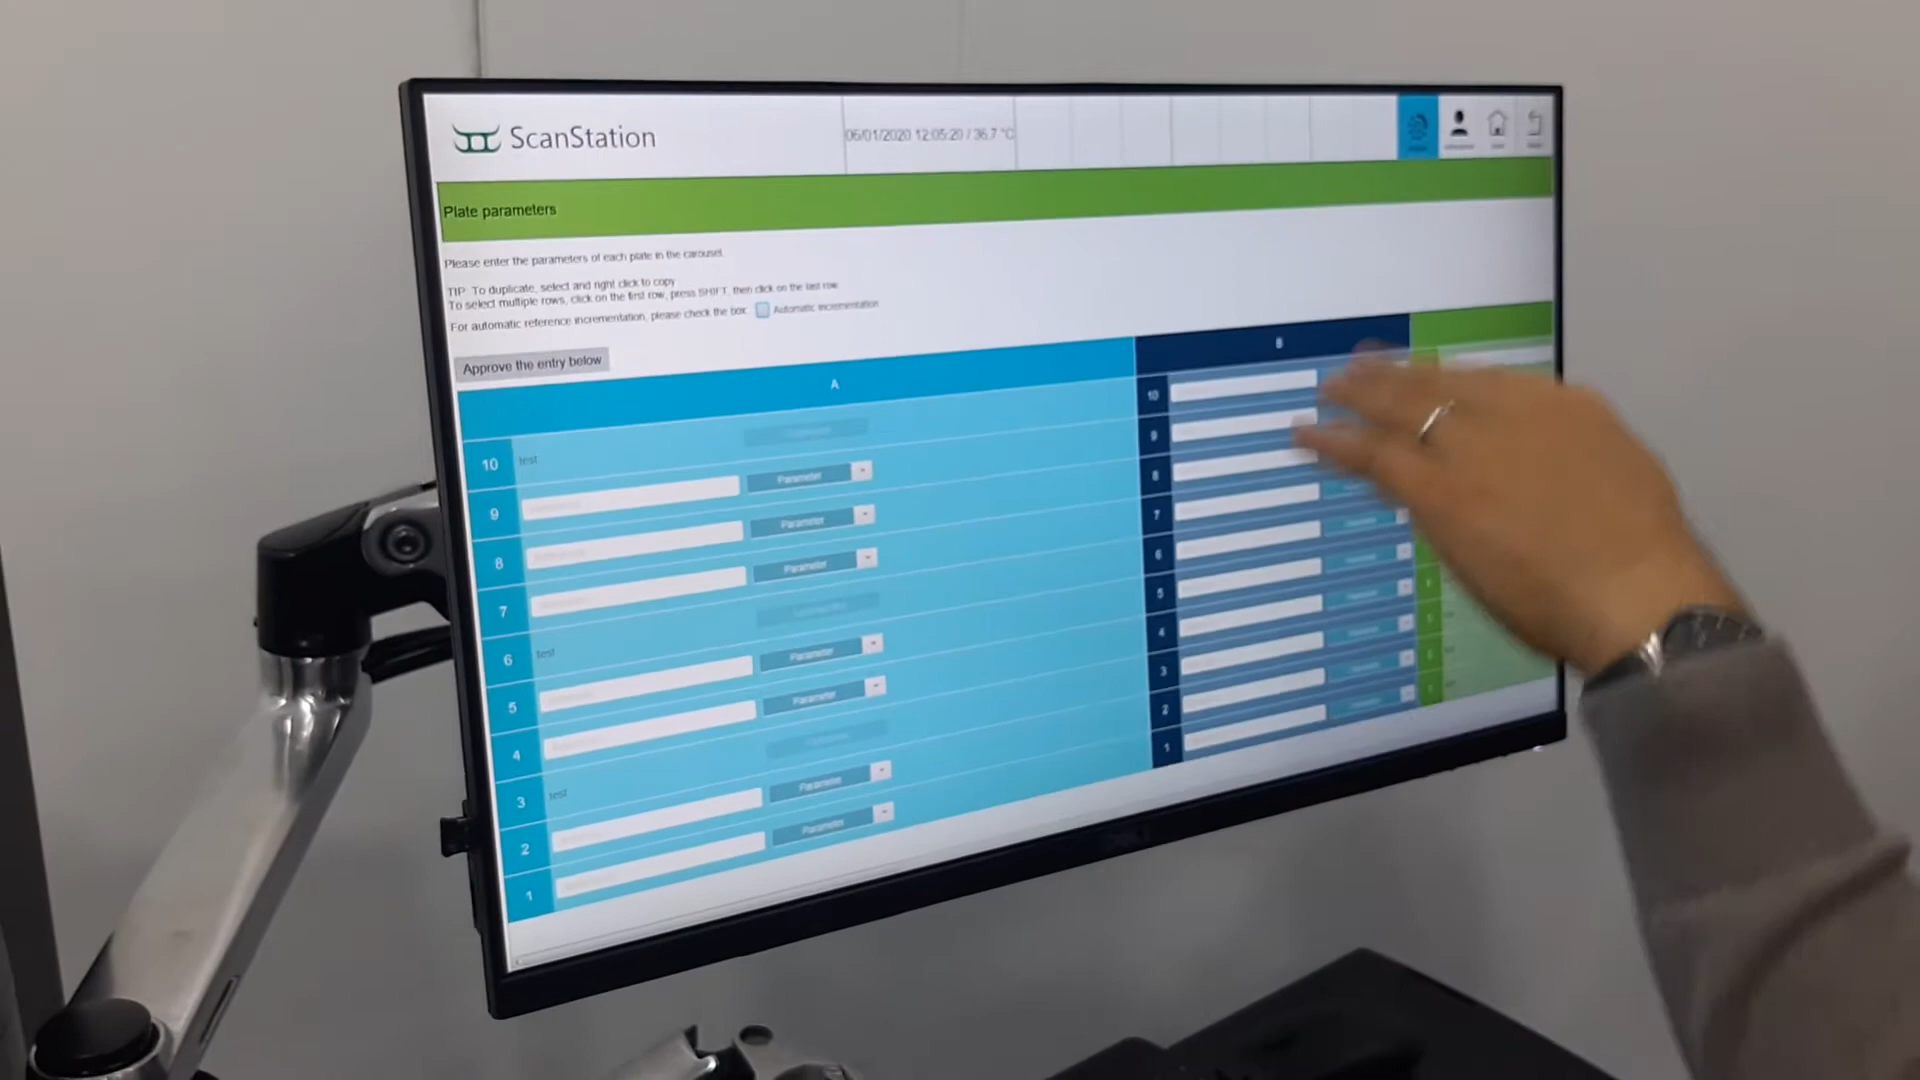 ScanStation
06/01/2020 12:05:20 / 36.7 °C
Plate parameters
Please enter the parameters of each plate in the carousel.
TIP: To duplicate, select and right click to copy
To select multiple rows, click on the first row, press SHIFT, then click on the last row
For automatic reference incrementation, please check the box: Automatic incrementation
Approve the entry below
A
B
10 test
9 Parameter
8 Parameter
7 Parameter
6 test
5 Parameter
4 Parameter
3 test
2 Parameter
1 Parameter
10
9
8
7
6
5
4
3
2
1